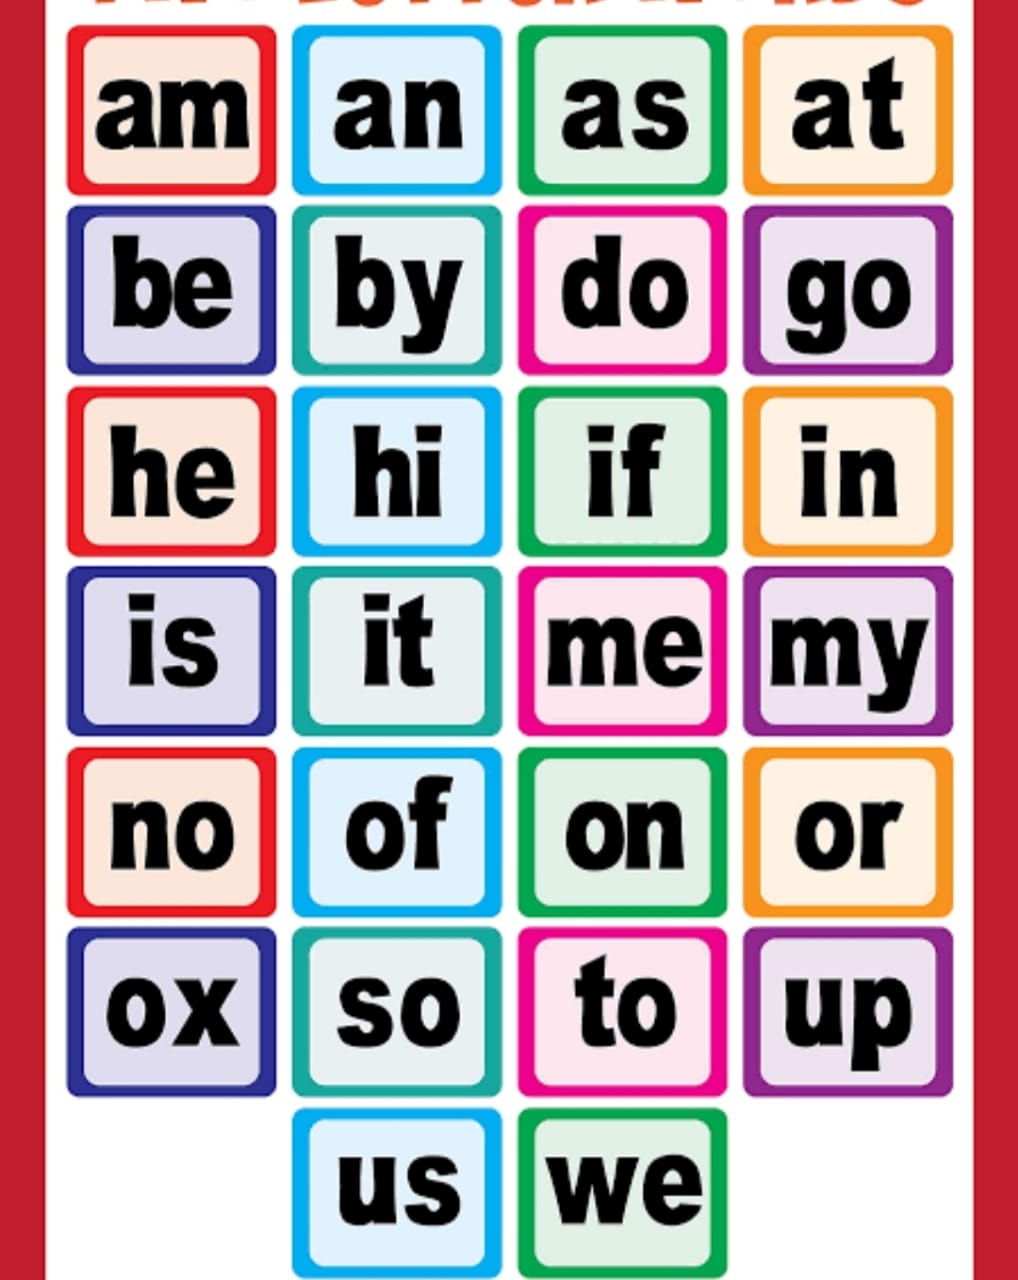 am an as at
be by do go
he hi if in
is it me my
no of on or
ox so to up
us we